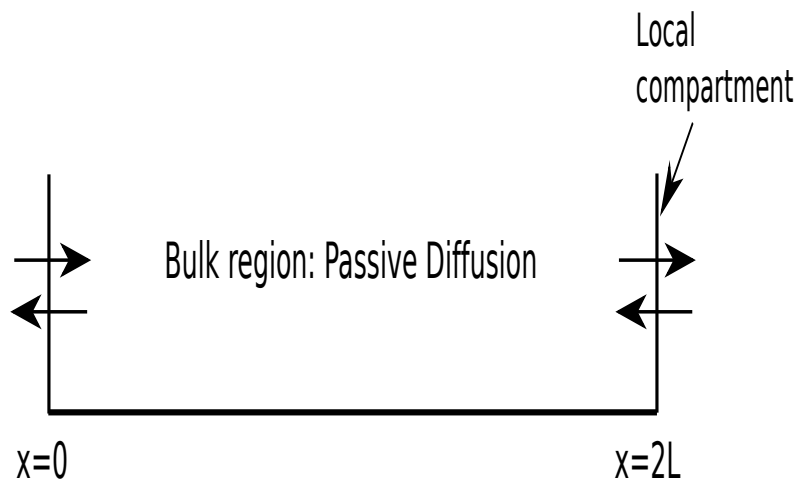 Local
compartment
Bulk region: Passive Diffusion
x=0
x=2L